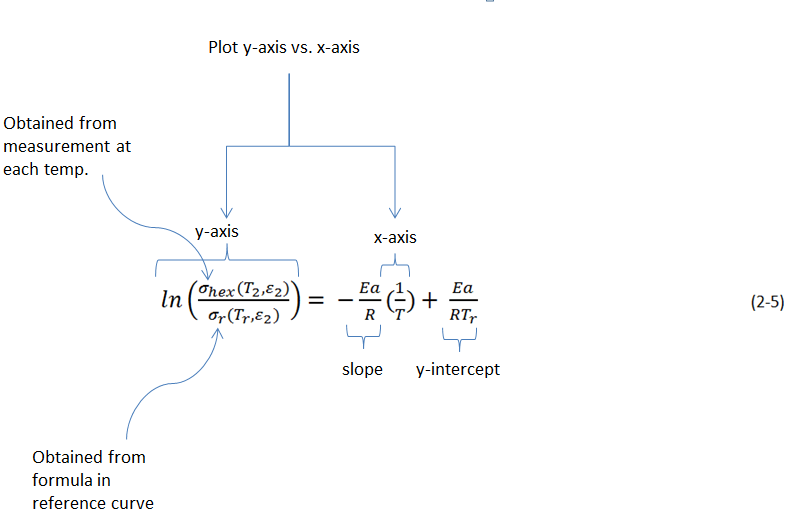 Plot y-axis vs. x-axis
Obtained from
measurement at
each temp.
y-axis
x-axis
ln(σhex(T2,ε2)/σr(Tr,ε2)) = −Ea/R(1/T) + Ea/RTr
(2-5)
slope
y-intercept
Obtained from
formula in
reference curve